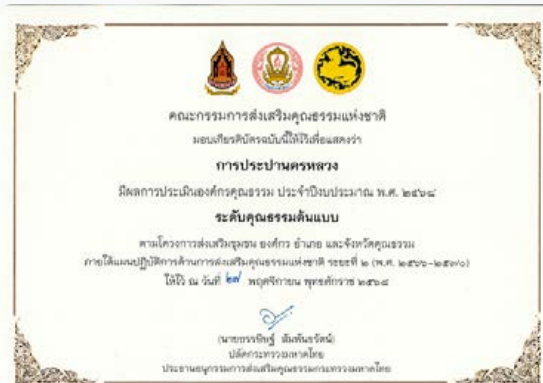 คณะกรรมการส่งเสริมคุณธรรมแห่งชาติ
มอบเกียรติบัตรฉบับนี้ให้ไว้เพื่อแสดงว่า
การประปานครหลวง
มีผลการประเมินองค์กรคุณธรรม ประจำปีงบประมาณ พ.ศ. ๒๕๖๘
ระดับคุณธรรมต้นแบบ
ตามโครงการส่งเสริมชุมชน องค์กร อำเภอ และจังหวัดคุณธรรม
ภายใต้แผนปฏิบัติการด้านการส่งเสริมคุณธรรมแห่งชาติ ระยะที่ ๒ (พ.ศ. ๒๕๖๖-๒๕๗๐)
ให้ไว้ ณ วันที่ ๒๗ พฤศจิกายน พุทธศักราช ๒๕๖๘
สัมพันธรัตน์)
ปลัดกระทรวงมหาดไทย
ประธานอนุกรรมการส่งเสริมคุณธรรมกระทรวงมหาดไทย